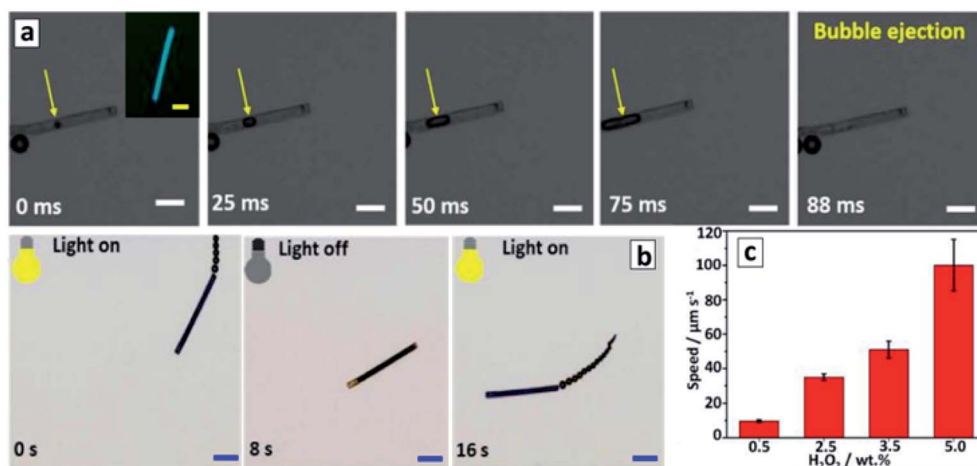 a
Bubble ejection
0 ms
25 ms
50 ms
75 ms
88 ms
Light on
Light off
b
Light on
0 s
8 s
16 s
c
120
100
80
60
40
20
0
Speed / µm s⁻¹
0.5
2.5
3.5
5.0
H₂O₂ / wt.%